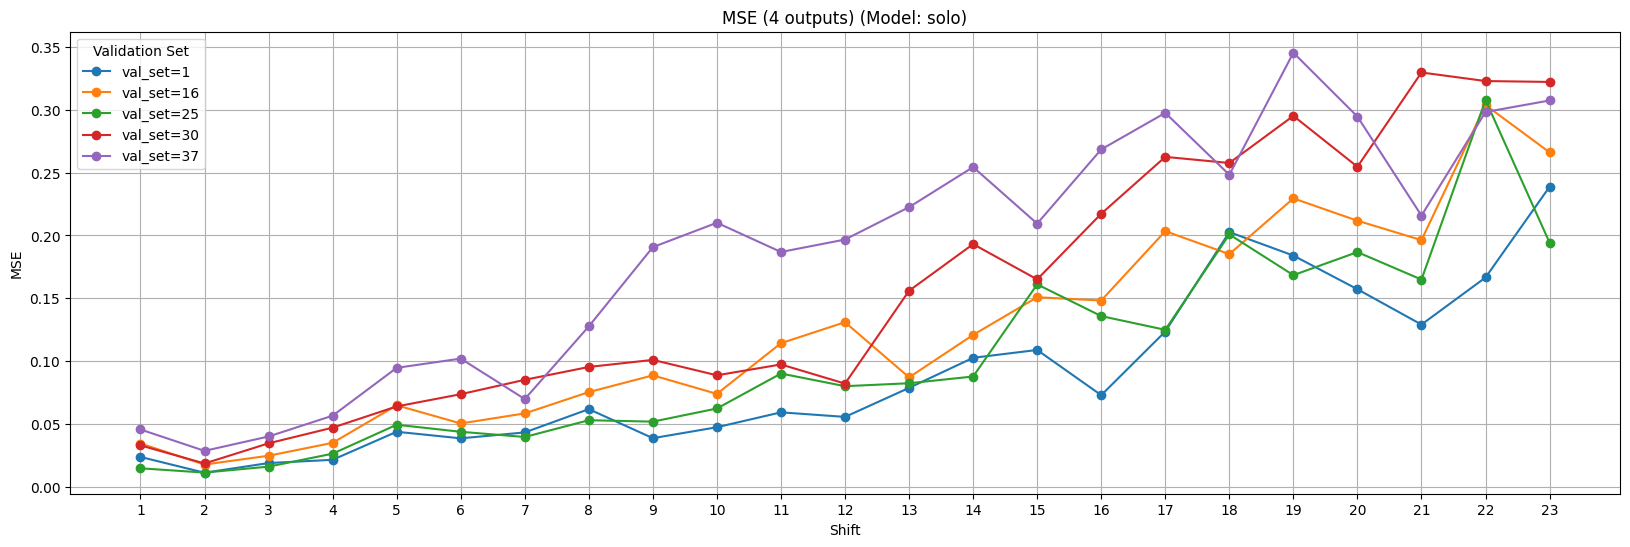 MSE (4 outputs) (Model: solo)
Validation Set
val_set=1
val_set=16
val_set=25
val_set=30
val_set=37
MSE
0.35
0.30
0.25
0.20
0.15
0.10
0.05
0.00
1 2 3 4 5 6 7 8 9 10 11 12 13 14 15 16 17 18 19 20 21 22 23
Shift